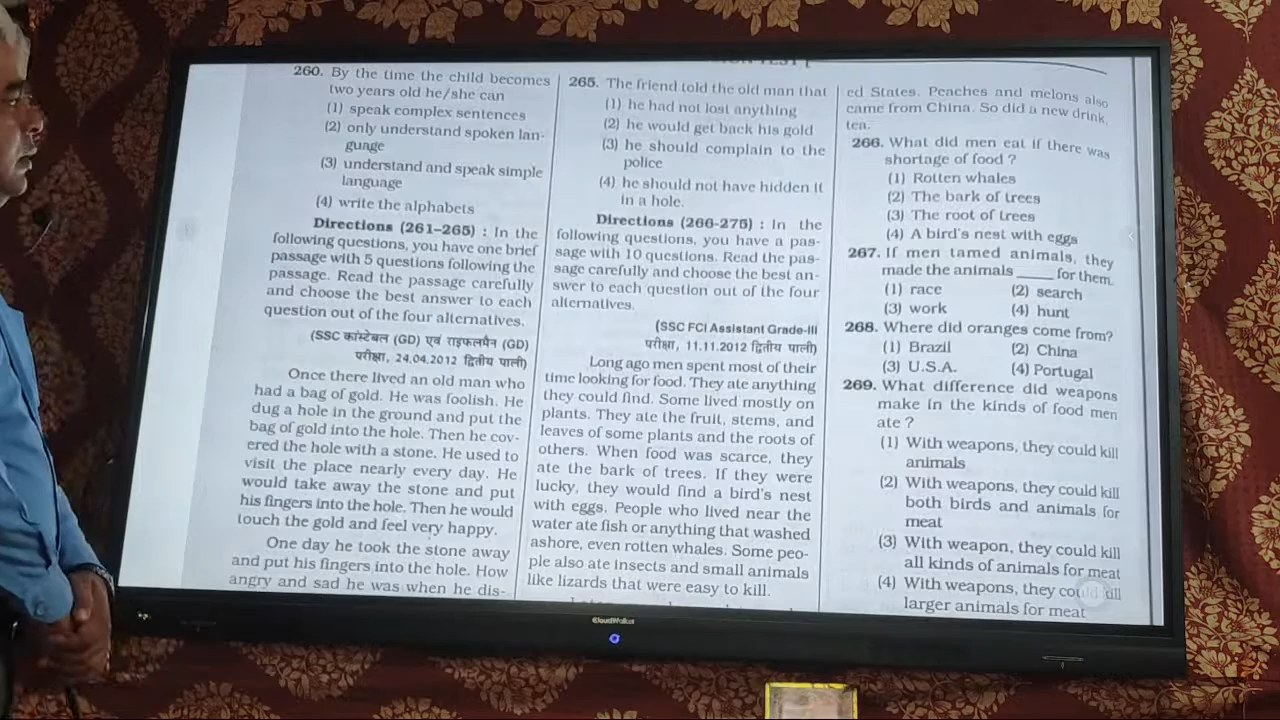 260. By the time the child becomes
two years old he/she can
(1) speak complex sentences
(2) only understand spoken lan-
guage
(3) understand and speak simple
language
(4) write the alphabets
Directions (261–265) : In the
following questions, you have one brief
passage with 5 questions following the
passage. Read the passage carefully
and choose the best answer to each
question out of the four alternatives.
(SSC कांस्टेबल (GD) एवं राइफलमैन (GD)
परीक्षा, 24.04.2012 द्वितीय पाली)
Once there lived an old man who
had a bag of gold. He was foolish. He
dug a hole in the ground and put the
bag of gold into the hole. Then he cov-
ered the hole with a stone. He used to
visit the place nearly every day. He
would take away the stone and put
his fingers into the hole. Then he would
touch the gold and feel very happy.
One day he took the stone away
and put his fingers into the hole. How
angry and sad he was when he dis-
265. The friend told the old man that
(1) he had not lost anything
(2) he would get back his gold
(3) he should complain to the
police
(4) he should not have hidden it
in a hole.
Directions (266-275) : In the
following questions, you have a pas-
sage with 10 questions. Read the pas-
sage carefully and choose the best an-
swer to each question out of the four
alternatives.
(SSC FCI Assistant Grade-III
परीक्षा, 11.11.2012 द्वितीय पाली)
Long ago men spent most of their
time looking for food. They ate anything
they could find. Some lived mostly on
plants. They ate the fruit, stems, and
leaves of some plants and the roots of
others. When food was scarce, they
ate the bark of trees. If they were
lucky, they would find a bird's nest
with eggs. People who lived near the
water ate fish or anything that washed
ashore, even rotten whales. Some peo-
ple also ate insects and small animals
like lizards that were easy to kill.
ed States. Peaches and melons also
came from China. So did a new drink,
tea.
266. What did men eat if there was
shortage of food ?
(1) Rotten whales
(2) The bark of trees
(3) The root of trees
(4) A bird's nest with eggs
267. If men tamed animals, they
made the animals ____ for them.
(1) race (2) search
(3) work (4) hunt
268. Where did oranges come from?
(1) Brazil (2) China
(3) U.S.A. (4) Portugal
269. What difference did weapons
make in the kinds of food men
ate ?
(1) With weapons, they could kill
animals
(2) With weapons, they could kill
both birds and animals for
meat
(3) With weapon, they could kill
all kinds of animals for meat
(4) With weapons, they could kill
larger animals for meat
CloudWalker